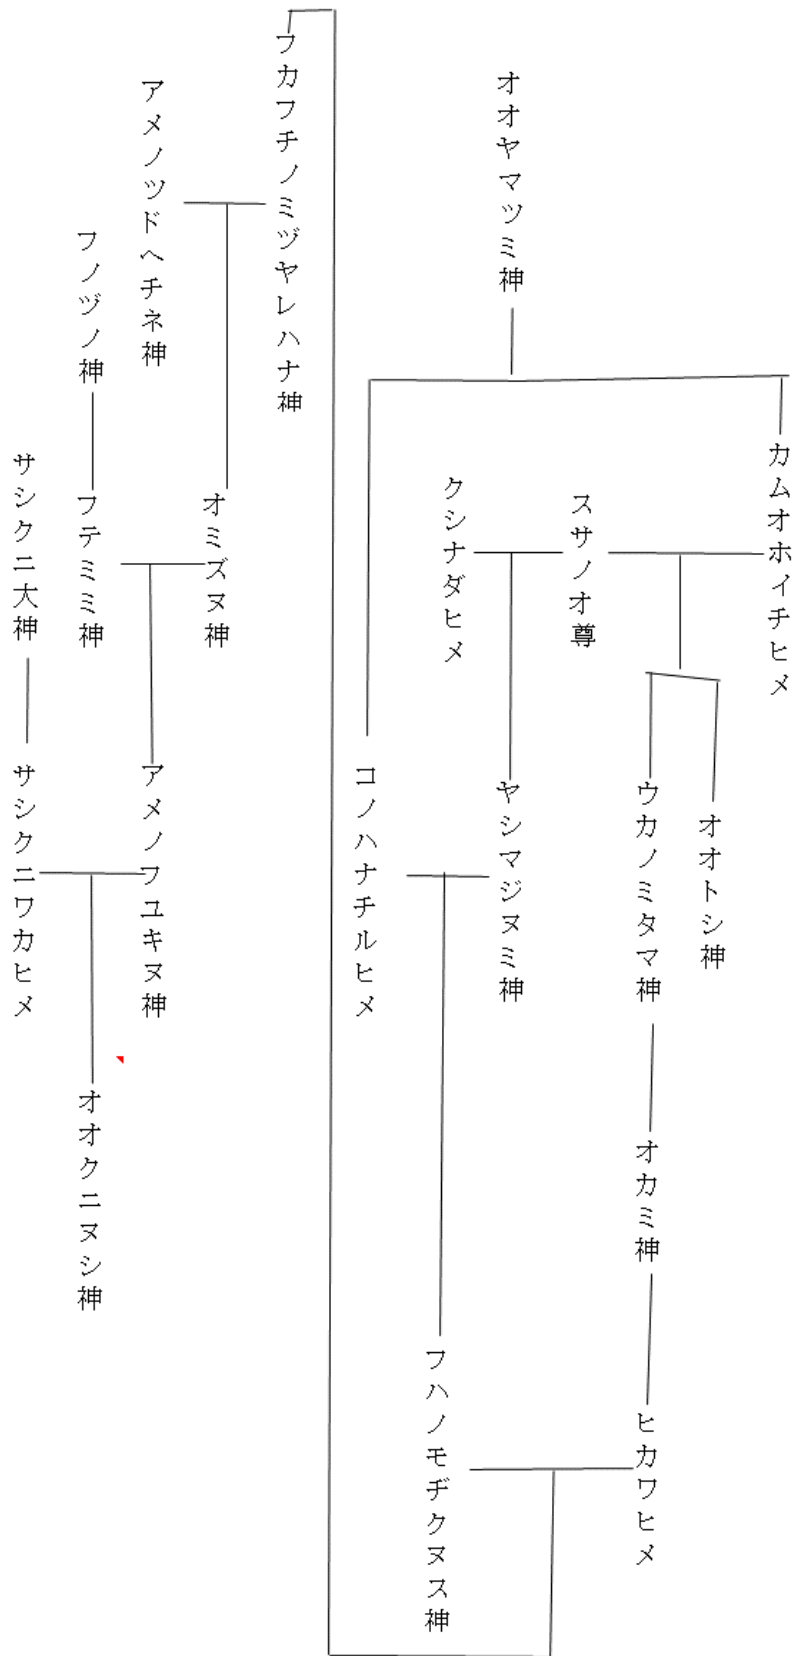 カムオホイチヒメ
オオトシ神
ウカノミタマ神
オカミ神
ヒカワヒメ
スサノオ尊
オオヤマツミ神
ヤシマジヌミ神
クシナダヒメ
フハノモヂクヌス神
コノハナチルヒメ
フカフチノミヅヤレハナ神
オミズヌ神
アメノツドヘチネ神
アメノフユキヌ神
フノヅノ神
フテミミ神
オオクニヌシ神
サシクニ大神
サシクニワカヒメ